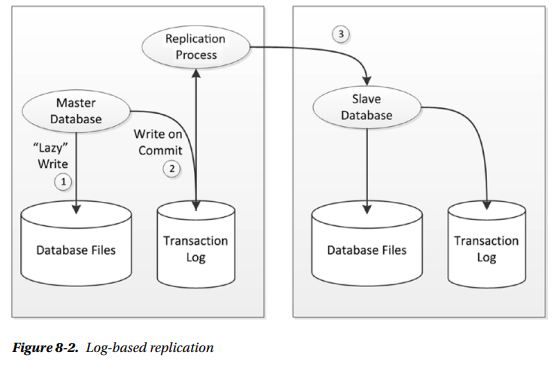 Replication
Process
3
Master
Database
Slave
Database
"Lazy"
Write
1
Write on
Commit
2
Database Files
Transaction
Log
Database Files
Transaction
Log
Figure 8-2. Log-based replication